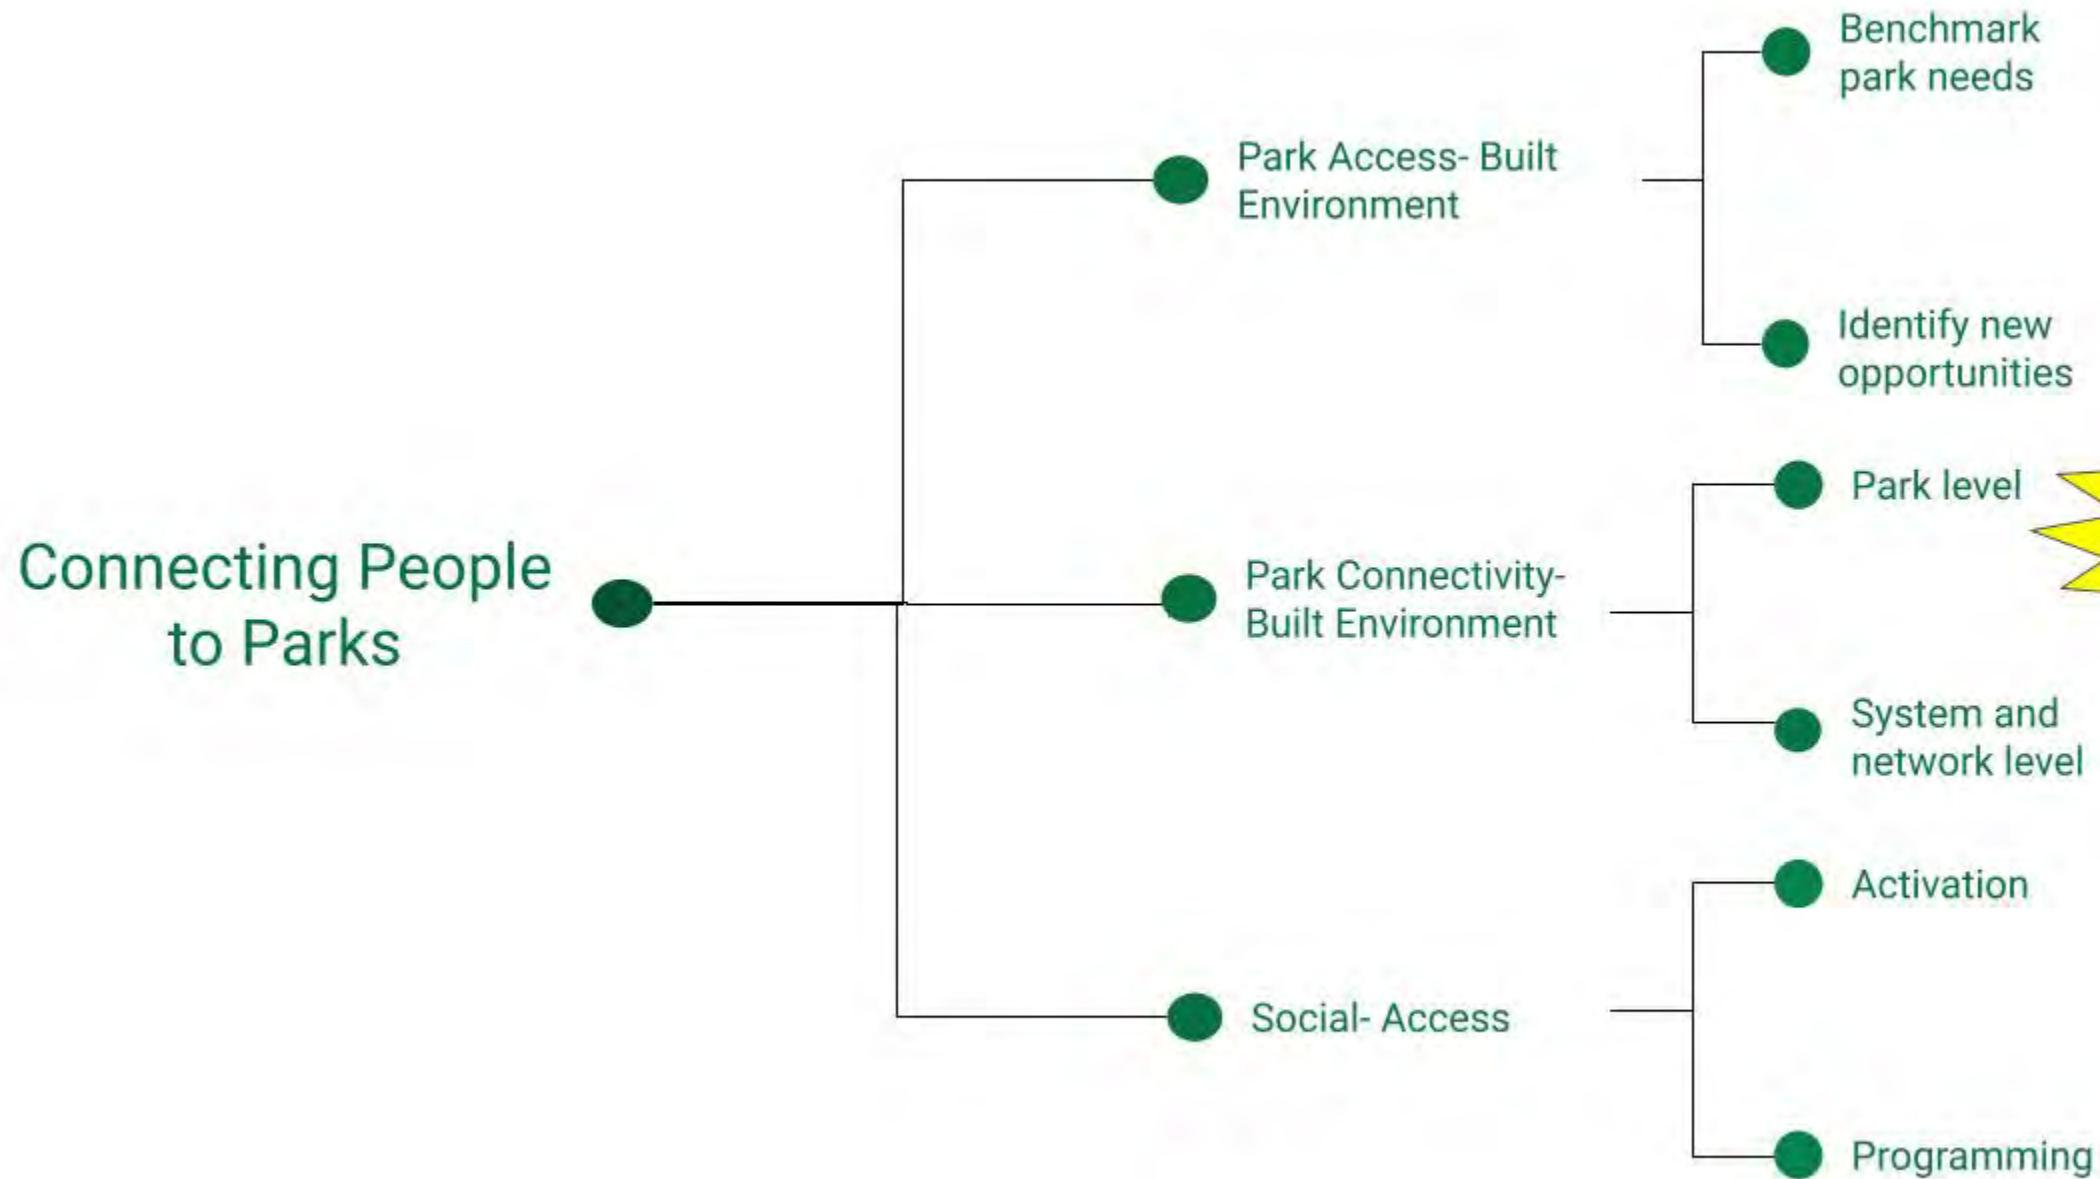 Connecting People
to Parks
Park Access- Built
Environment
Benchmark
park needs
Identify new
opportunities
Park Connectivity-
Built Environment
Park level
System and
network level
Social- Access
Activation
Programming